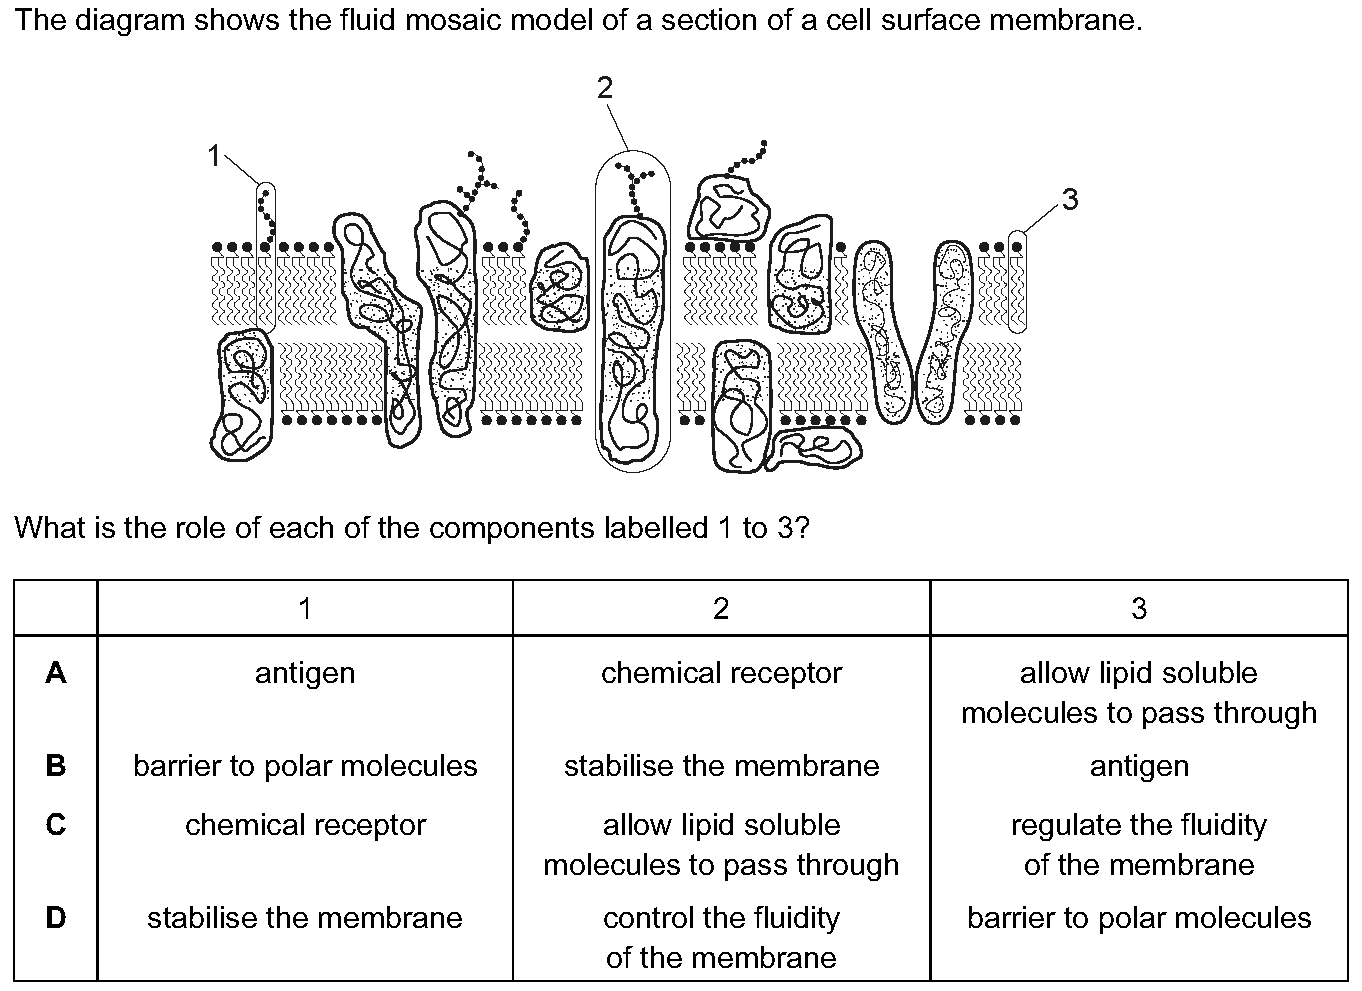 The diagram shows the fluid mosaic model of a section of a cell surface membrane.
2
1
3
What is the role of each of the components labelled 1 to 3?
1 2 3
A antigen chemical receptor allow lipid soluble
molecules to pass through
B barrier to polar molecules stabilise the membrane antigen
C chemical receptor allow lipid soluble regulate the fluidity
molecules to pass through of the membrane
D stabilise the membrane control the fluidity barrier to polar molecules
of the membrane